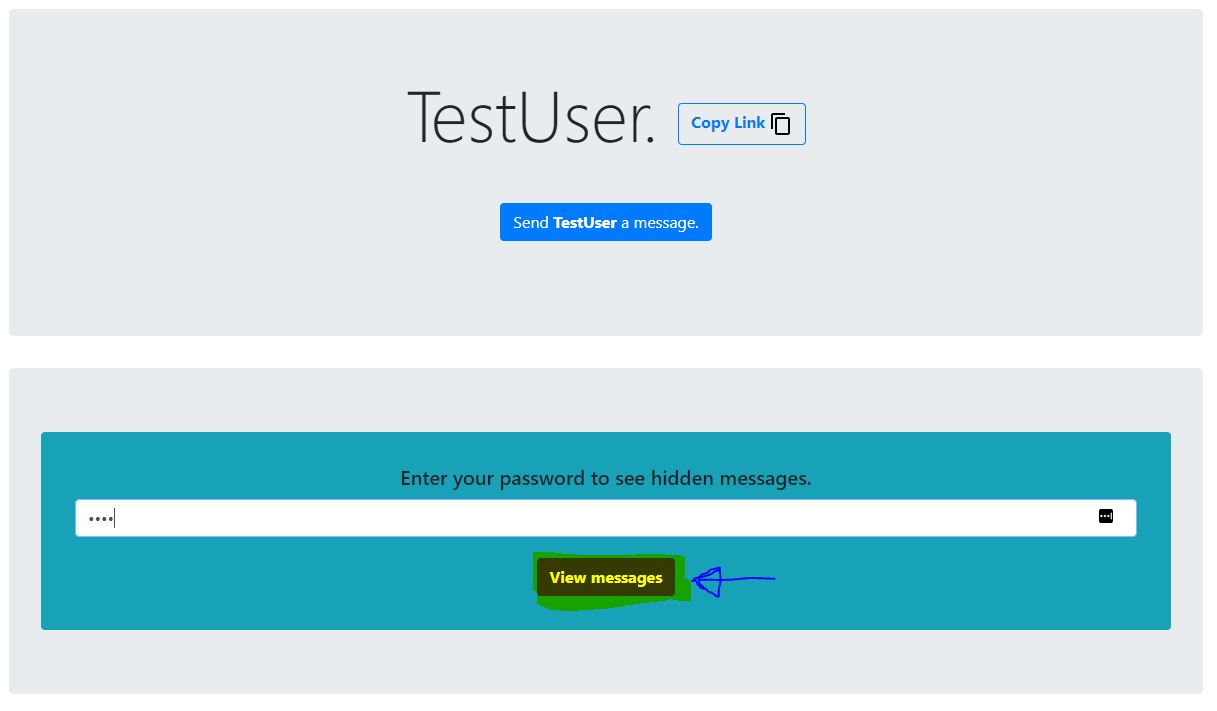 TestUser.
Copy Link
Send TestUser a message.
Enter your password to see hidden messages.
••••
View messages